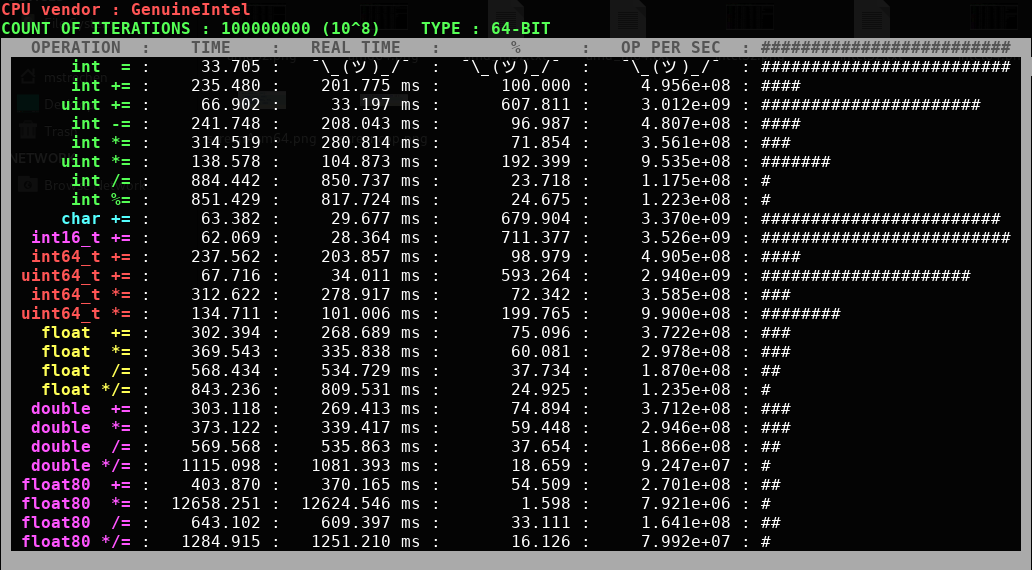 CPU vendor : GenuineIntel
COUNT OF ITERATIONS : 100000000 (10^8)    TYPE : 64-BIT
   OPERATION  :    TIME    :   REAL TIME   :       %      :   OP PER SEC  : #########################
       int  = :     33.705 :   ¯\_(ツ)_/¯  :  ¯\_(ツ)_/¯  :   ¯\_(ツ)_/¯  : #########################
       int += :    235.480 :    201.775 ms :      100.000 :     4.956e+08 : ####
      uint += :     66.902 :     33.197 ms :      607.811 :     3.012e+09 : ######################
       int -= :    241.748 :    208.043 ms :       96.987 :     4.807e+08 : ####
       int *= :    314.519 :    280.814 ms :       71.854 :     3.561e+08 : ###
      uint *= :    138.578 :    104.873 ms :      192.399 :     9.535e+08 : #######
       int /= :    884.442 :    850.737 ms :       23.718 :     1.175e+08 : #
       int %= :    851.429 :    817.724 ms :       24.675 :     1.223e+08 : #
      char += :     63.382 :     29.677 ms :      679.904 :     3.370e+09 : ########################
   int16_t += :     62.069 :     28.364 ms :      711.377 :     3.526e+09 : #########################
   int64_t += :    237.562 :    203.857 ms :       98.979 :     4.905e+08 : ####
  uint64_t += :     67.716 :     34.011 ms :      593.264 :     2.940e+09 : #####################
   int64_t *= :    312.622 :    278.917 ms :       72.342 :     3.585e+08 : ###
  uint64_t *= :    134.711 :    101.006 ms :      199.765 :     9.900e+08 : ########
    float  += :    302.394 :    268.689 ms :       75.096 :     3.722e+08 : ###
    float  *= :    369.543 :    335.838 ms :       60.081 :     2.978e+08 : ###
    float  /= :    568.434 :    534.729 ms :       37.734 :     1.870e+08 : ##
    float */= :    843.236 :    809.531 ms :       24.925 :     1.235e+08 : #
   double  += :    303.118 :    269.413 ms :       74.894 :     3.712e+08 : ###
   double  *= :    373.122 :    339.417 ms :       59.448 :     2.946e+08 : ###
   double  /= :    569.568 :    535.863 ms :       37.654 :     1.866e+08 : ##
   double */= :   1115.098 :   1081.393 ms :       18.659 :     9.247e+07 : #
  float80  += :    403.870 :    370.165 ms :       54.509 :     2.701e+08 : ##
  float80  *= :  12658.251 :  12624.546 ms :        1.598 :     7.921e+06 : #
  float80  /= :    643.102 :    609.397 ms :       33.111 :     1.641e+08 : ##
  float80 */= :   1284.915 :   1251.210 ms :       16.126 :     7.992e+07 : #